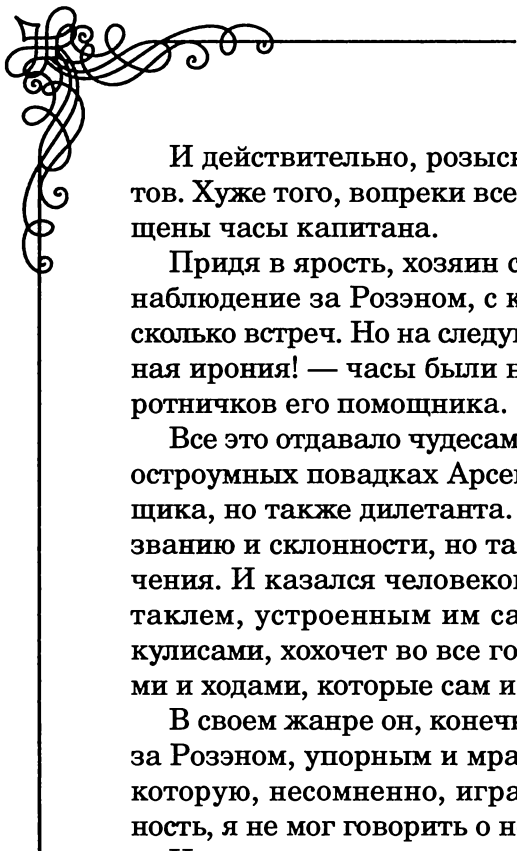 И действительно, розыск
тов. Хуже того, вопреки все
щены часы капитана.
Придя в ярость, хозяин с
наблюдение за Розэном, с к
сколько встреч. Но на следу
ная ирония! — часы были н
ротничков его помощника.
Все это отдавало чудесам
остроумных повадках Арсе
щика, но также дилетанта.
званию и склонности, но та
чения. И казался человеко
таклем, устроенным им са
кулисами, хохочет во все го
ми и ходами, которые сам и
В своем жанре он, конечн
за Розэном, упорным и мра
которую, несомненно, игра
ность, я не мог говорить о н